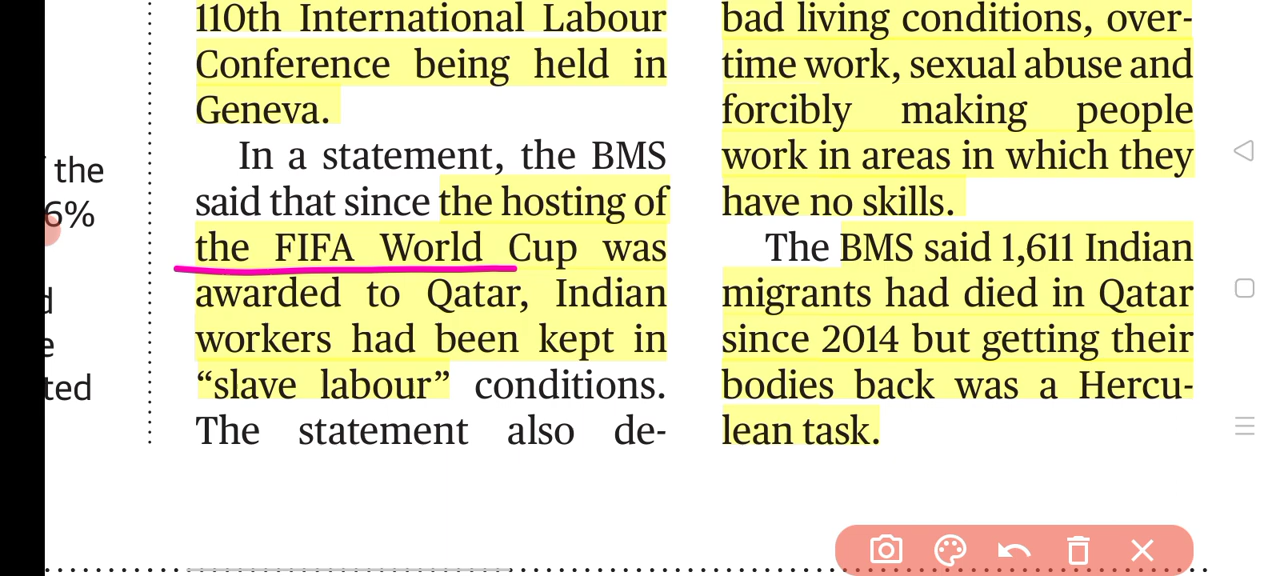 the
6%
d
e
ted
110th International Labour
Conference being held in
Geneva.
In a statement, the BMS
said that since the hosting of
the FIFA World Cup was
awarded to Qatar, Indian
workers had been kept in
“slave labour” conditions.
The statement also de-
bad living conditions, over-
time work, sexual abuse and
forcibly making people
work in areas in which they
have no skills.
The BMS said 1,611 Indian
migrants had died in Qatar
since 2014 but getting their
bodies back was a Hercu-
lean task.